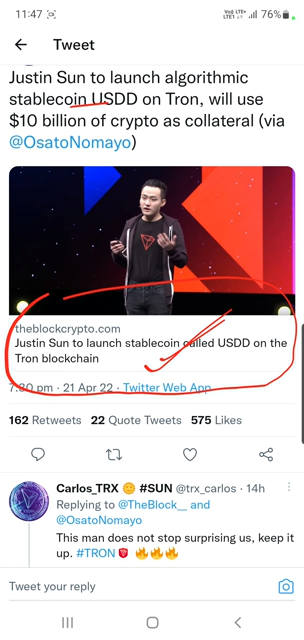 11:47
Vo)) LTE+
LTE1 76%
Tweet
Justin Sun to launch algorithmic
stablecoin USDD on Tron, will use
$10 billion of crypto as collateral (via
@OsatoNomayo)
theblockcrypto.com
Justin Sun to launch stablecoin called USDD on the
Tron blockchain
7:30 pm · 21 Apr 22 · Twitter Web App
162 Retweets 22 Quote Tweets 575 Likes
Carlos_TRX 🌞 #SUN @trx_carlos · 14h
Replying to @TheBlock__ and
@OsatoNomayo
This man does not stop surprising us, keep it
up. #TRON 🔥🔥🔥
Tweet your reply